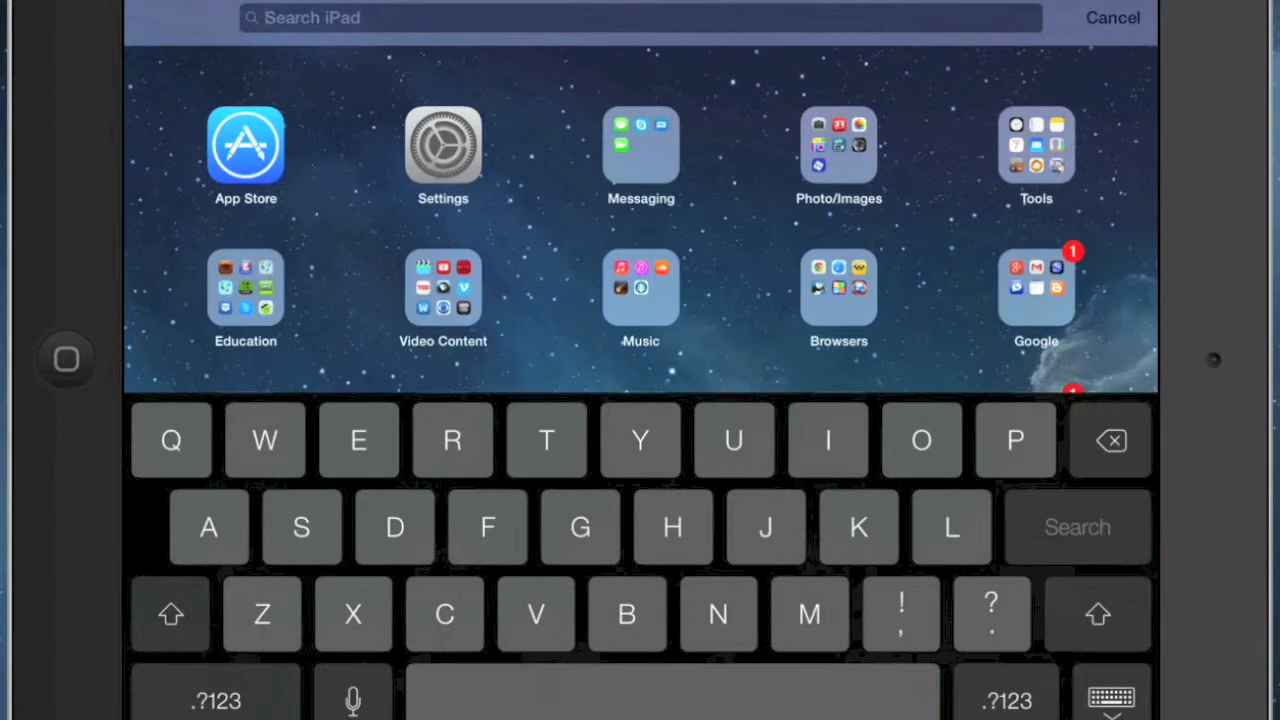 Search iPad Cancel
App Store Settings Messaging Photo/Images Tools
1
Education Video Content Music Browsers Google
Q W E R T Y U I O P
A S D F G H J K L Search
Z X C V B N M ! , ? .
.?123 .?123